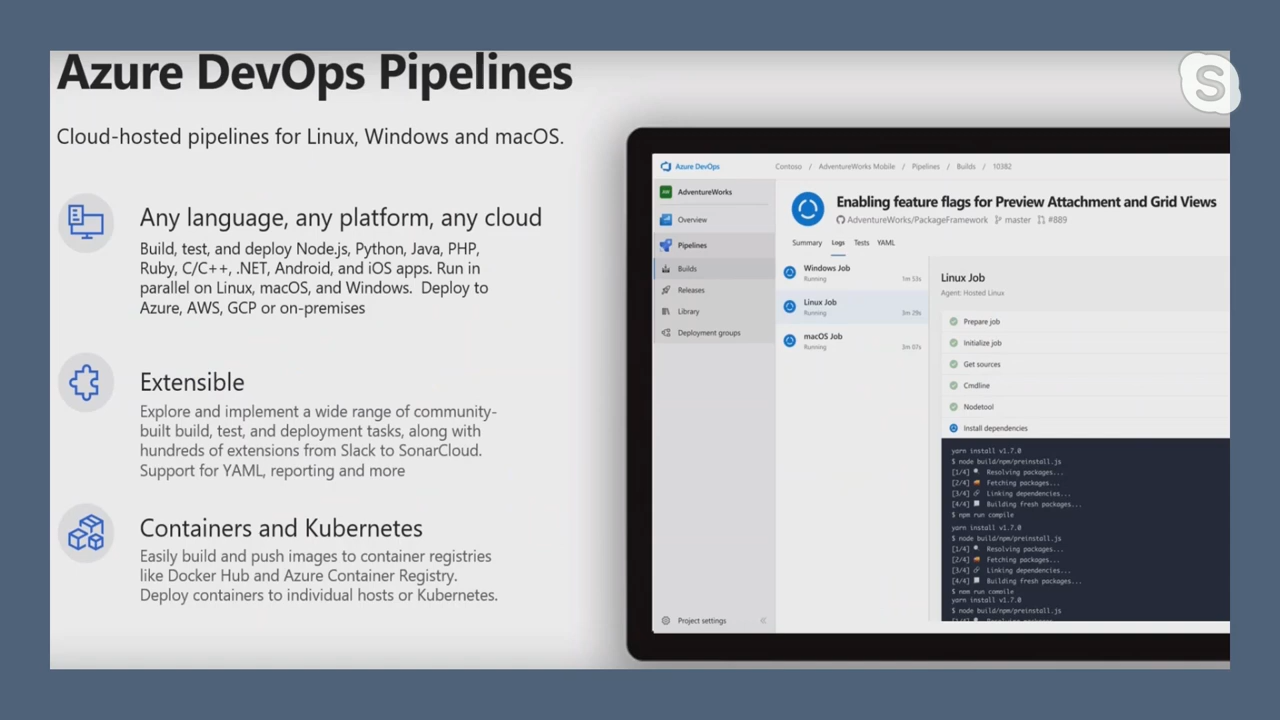 Azure DevOps Pipelines
Cloud-hosted pipelines for Linux, Windows and macOS.
Any language, any platform, any cloud
Build, test, and deploy Node.js, Python, Java, PHP,
Ruby, C/C++, .NET, Android, and iOS apps. Run in
parallel on Linux, macOS, and Windows.  Deploy to
Azure, AWS, GCP or on-premises
Extensible
Explore and implement a wide range of community-
built build, test, and deployment tasks, along with
hundreds of extensions from Slack to SonarCloud.
Support for YAML, reporting and more
Containers and Kubernetes
Easily build and push images to container registries
like Docker Hub and Azure Container Registry.
Deploy containers to individual hosts or Kubernetes.
S
Azure DevOps
Contoso / AdventureWorks Mobile / Pipelines / Builds / 10382
AdventureWorks
Overview
Pipelines
Builds
Releases
Library
Deployment groups
Project settings
Enabling feature flags for Preview Attachment and Grid Views
AdventureWorks/PackageFramework master #889
Summary Logs Tests YAML
Windows Job
Running 1m 53s
Linux Job
Running 3m 29s
macOS Job
Running 3m 07s
Linux Job
Agent: Hosted Linux
Prepare job
Initialize job
Get sources
Cmdline
Nodetool
Install dependencies
yarn install v1.7.0
$ node build/npm/preinstall.js
[1/4] Resolving packages...
[2/4] Fetching packages...
[3/4] Linking dependencies...
[4/4] Building fresh packages...
$ npm run compile
yarn install v1.7.0
$ node build/npm/preinstall.js
[1/4] Resolving packages...
[2/4] Fetching packages...
[3/4] Linking dependencies...
[4/4] Building fresh packages...
$ npm run compile
yarn install v1.7.0
$ node build/npm/preinstall.js